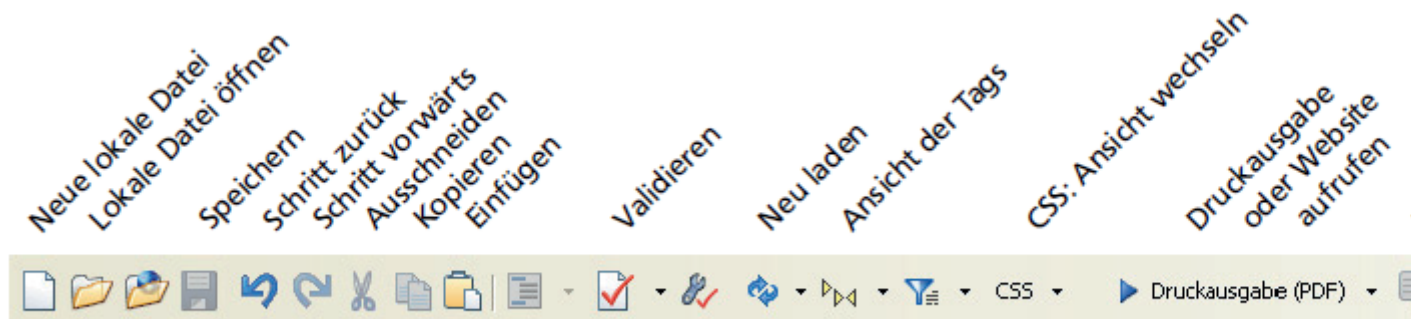 Neue lokale Datei
Lokale Datei öffnen
Speichern
Schritt zurück
Schritt vorwärts
Ausschneiden
Kopieren
Einfügen
Validieren
Neu laden
Ansicht der Tags
CSS: Ansicht wechseln
Druckausgabe
oder Website
aufrufen
CSS
Druckausgabe (PDF)